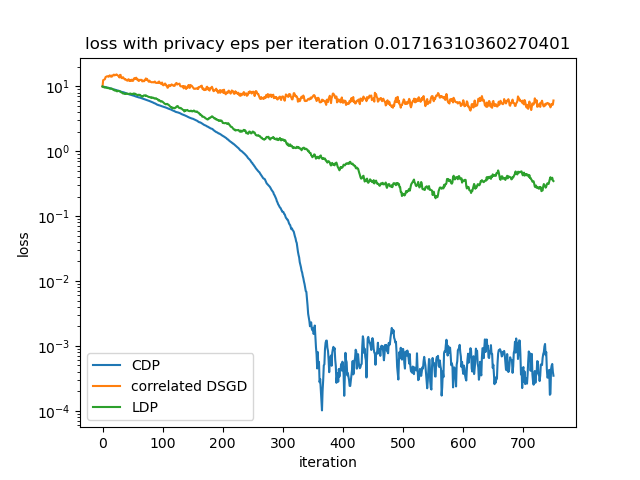 loss with privacy eps per iteration 0.01716310360270401
10¹
10⁰
10⁻¹
10⁻²
10⁻³
10⁻⁴
loss
CDP
correlated DSGD
LDP
0 100 200 300 400 500 600 700
iteration